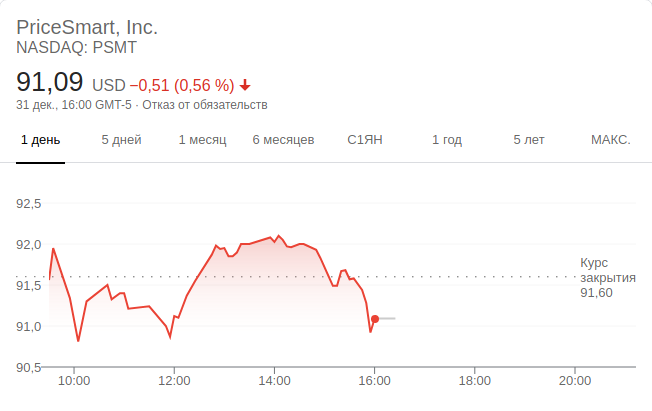 PriceSmart, Inc.
NASDAQ: PSMT
91,09 USD −0,51 (0,56 %)
31 дек., 16:00 GMT-5 · Отказ от обязательств
1 день 5 дней 1 месяц 6 месяцев С1ЯН 1 год 5 лет МАКС.
92,5
92,0
91,5
91,0
90,5
Курс
закрытия
91,60
10:00 12:00 14:00 16:00 18:00 20:00